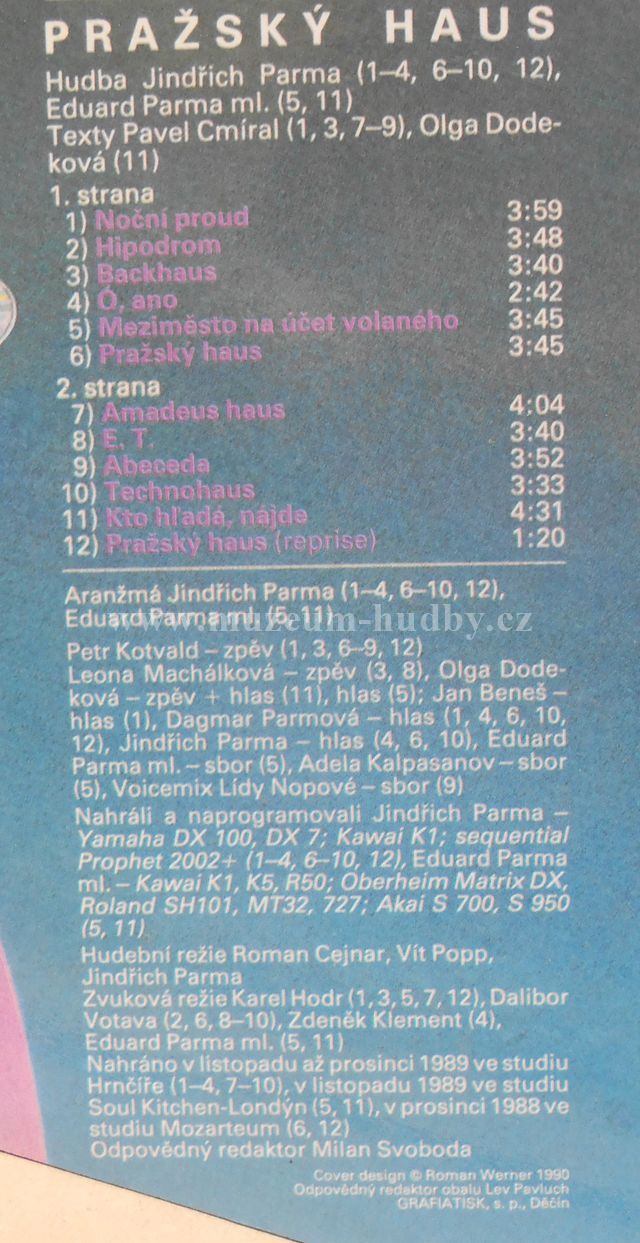 PRAŽSKÝ HAUS
Hudba Jindřich Parma (1–4, 6–10, 12),
Eduard Parma ml. (5, 11)
Texty Pavel Cmíral (1, 3, 7–9), Olga Dode-
ková (11)
1. strana
1) Noční proud 3:59
2) Hipodrom 3:48
3) Backhaus 3:40
4) Ó, ano 2:42
5) Meziměsto na účet volaného 3:45
6) Pražský haus 3:45
2. strana
7) Amadeus haus 4:04
8) E. T. 3:40
9) Abeceda 3:52
10) Technohaus 3:33
11) Kto hľadá, nájde 4:31
12) Pražský haus (reprise) 1:20
Aranžmá Jindřich Parma (1–4, 6–10, 12),
Eduard Parma ml. (5, 11)
www.muzeum-hudby.cz
Petr Kotvald – zpěv (1, 3, 6–9, 12)
Leona Machálková – zpěv (3, 8), Olga Dode-
ková – zpěv + hlas (11), hlas (5); Jan Beneš –
hlas (1), Dagmar Parmová – hlas (1, 4, 6, 10,
12), Jindřich Parma – hlas (4, 6, 10), Eduard
Parma ml. – sbor (5), Adela Kalpasanov – sbor
(5), Voicemix Lídy Nopové – sbor (9)
Nahráli a naprogramovali Jindřich Parma –
Yamaha DX 100, DX 7; Kawai K1; sequential
Prophet 2002+ (1–4, 6–10, 12), Eduard Parma
ml. – Kawai K1, K5, R50; Oberheim Matrix DX,
Roland SH101, MT32, 727; Akai S 700, S 950
(5, 11)
Hudební režie Roman Cejnar, Vít Popp,
Jindřich Parma
Zvuková režie Karel Hodr (1, 3, 5, 7, 12), Dalibor
Votava (2, 6, 8–10), Zdeněk Klement (4),
Eduard Parma ml. (5, 11)
Nahráno v listopadu až prosinci 1989 ve studiu
Hrnčíře (1–4, 7–10), v listopadu 1989 ve studiu
Soul Kitchen-Londýn (5, 11), v prosinci 1988 ve
studiu Mozarteum (6, 12)
Odpovědný redaktor Milan Svoboda
Cover design © Roman Werner 1990
Odpovědný redaktor obalu Lev Pavluch
GRAFIATISK, s. p., Děčín